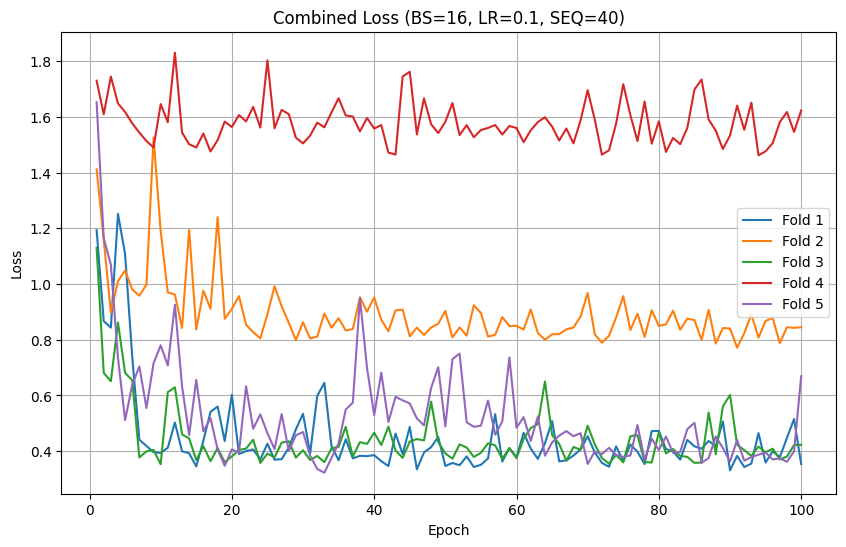 Combined Loss (BS=16, LR=0.1, SEQ=40)
1.8
1.6
1.4
1.2
1.0
0.8
0.6
0.4
Loss
Fold 1
Fold 2
Fold 3
Fold 4
Fold 5
0 20 40 60 80 100
Epoch